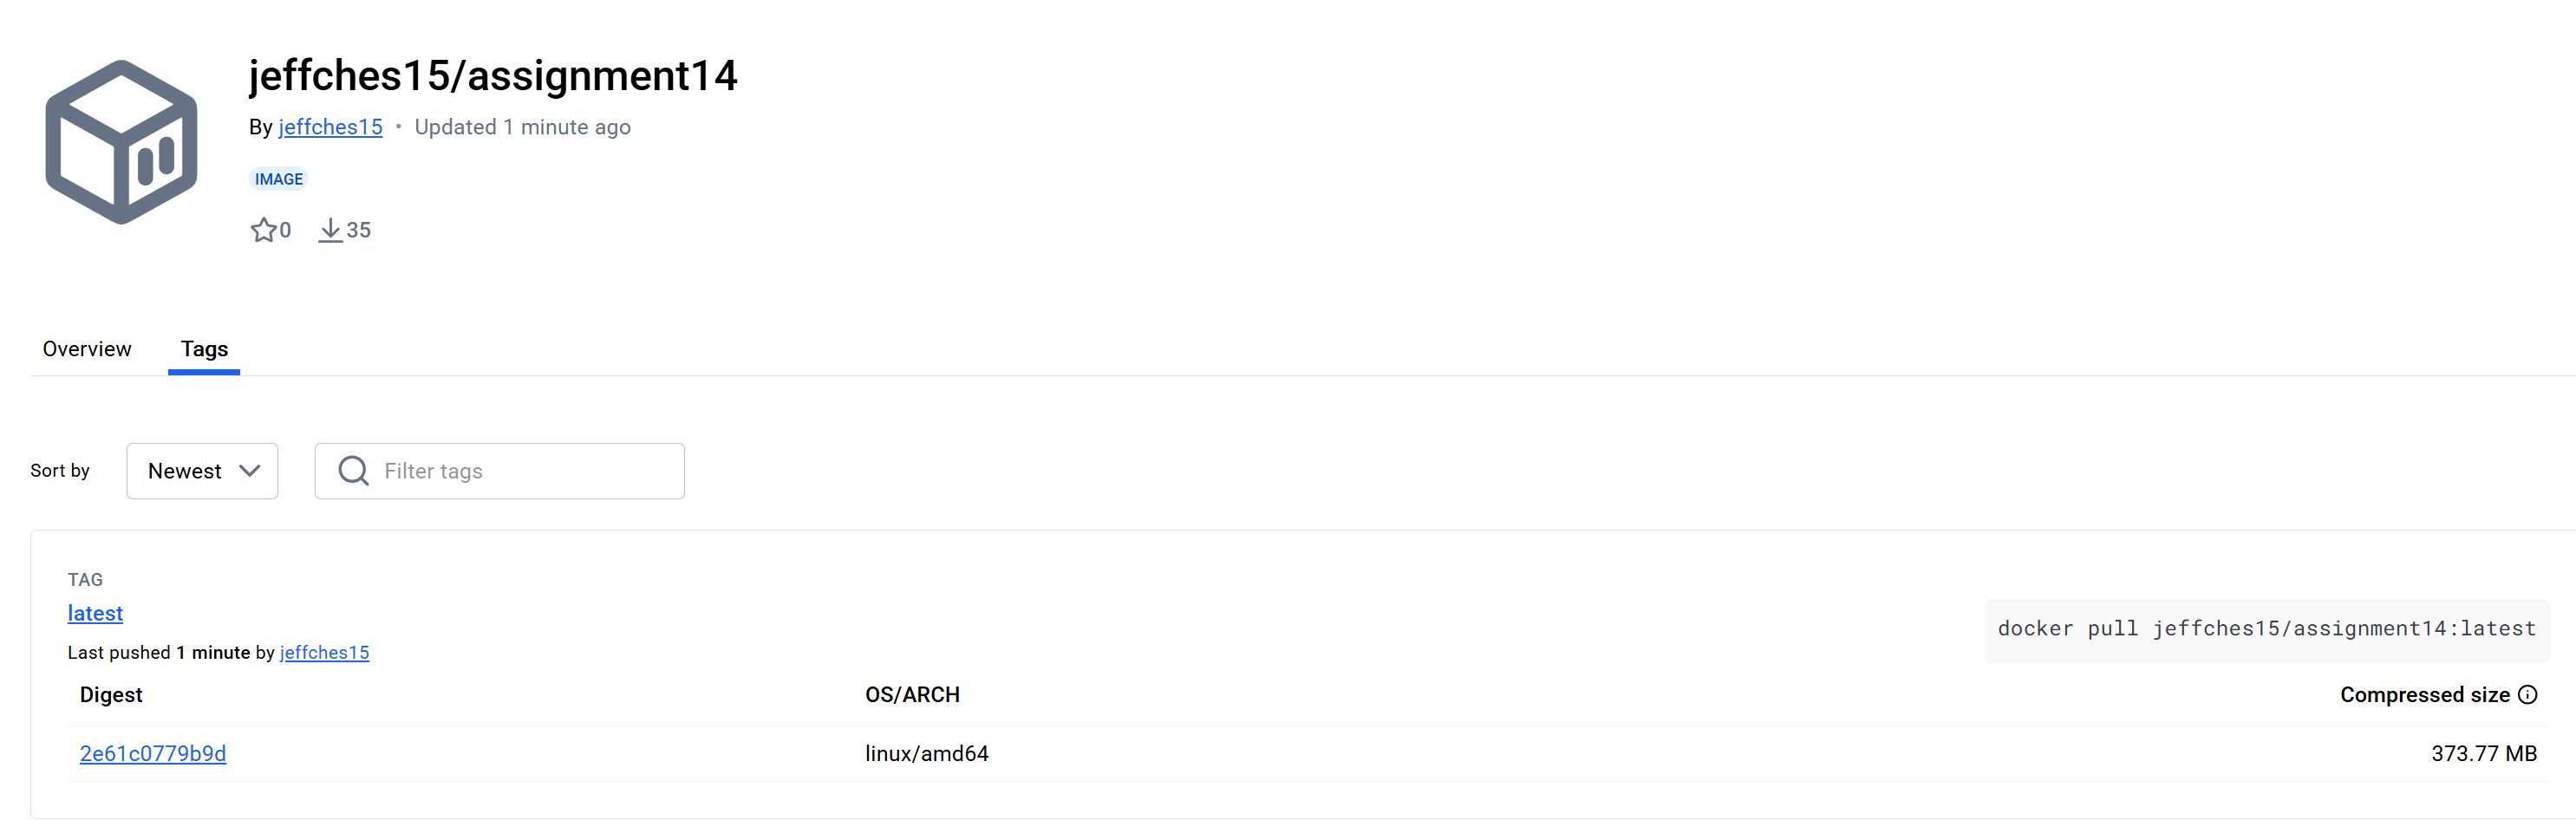 jeffches15/assignment14
By jeffches15 • Updated 1 minute ago
IMAGE
0 35
Overview Tags
Sort by Newest Filter tags
TAG
latest
docker pull jeffches15/assignment14:latest
Last pushed 1 minute by jeffches15
Digest OS/ARCH Compressed size
2e61c0779b9d linux/amd64 373.77 MB